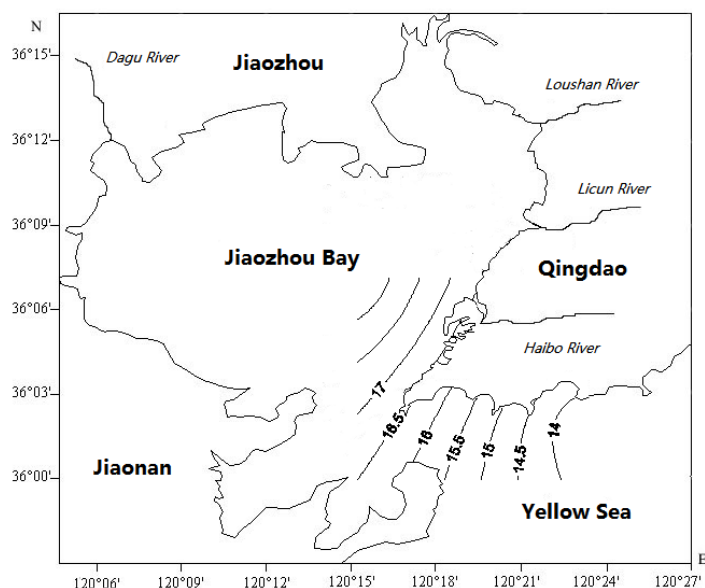 N
36°15'
Dagu River
Jiaozhou
Loushan River
36°12'
Licun River
36°09'
Jiaozhou Bay
Qingdao
36°06'
Haibo River
36°03'
17
16.5
16
15.5
15
14.5
14
Jiaonan
36°00'
Yellow Sea
E
120°06'
120°09'
120°12'
120°15'
120°18'
120°21'
120°24'
120°27'